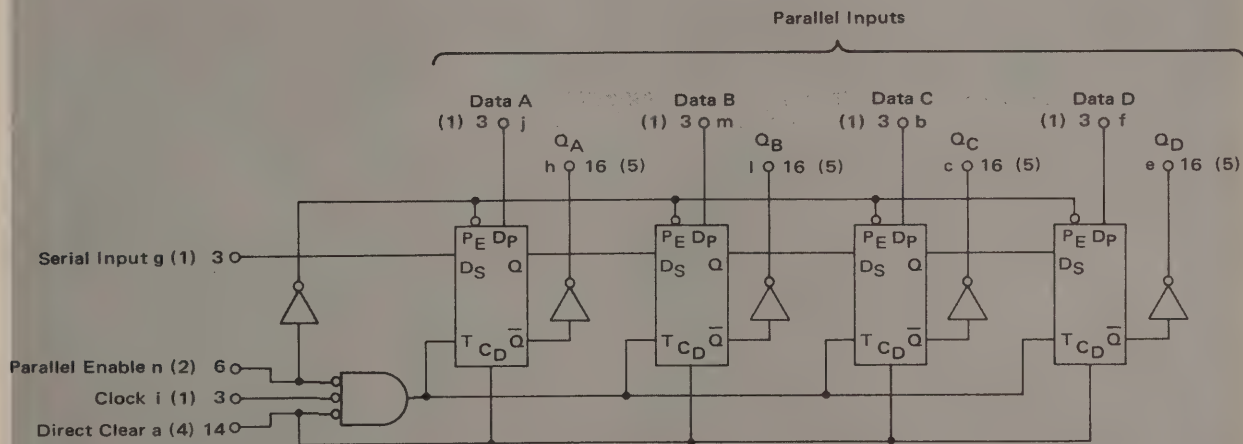 Parallel Inputs
Data A
(1) 3 j
Data B
(1) 3 m
Data C
(1) 3 b
Data D
(1) 3 f
QA
h 16 (5)
QB
l 16 (5)
QC
c 16 (5)
QD
e 16 (5)
PE DP
PE DP
PE DP
PE DP
Serial Input g (1) 3
DS Q
DS Q
DS Q
DS
T CD Q̅
T CD Q̅
T CD Q̅
T CD Q̅
Parallel Enable n (2) 6
Clock i (1) 3
Direct Clear a (4) 14